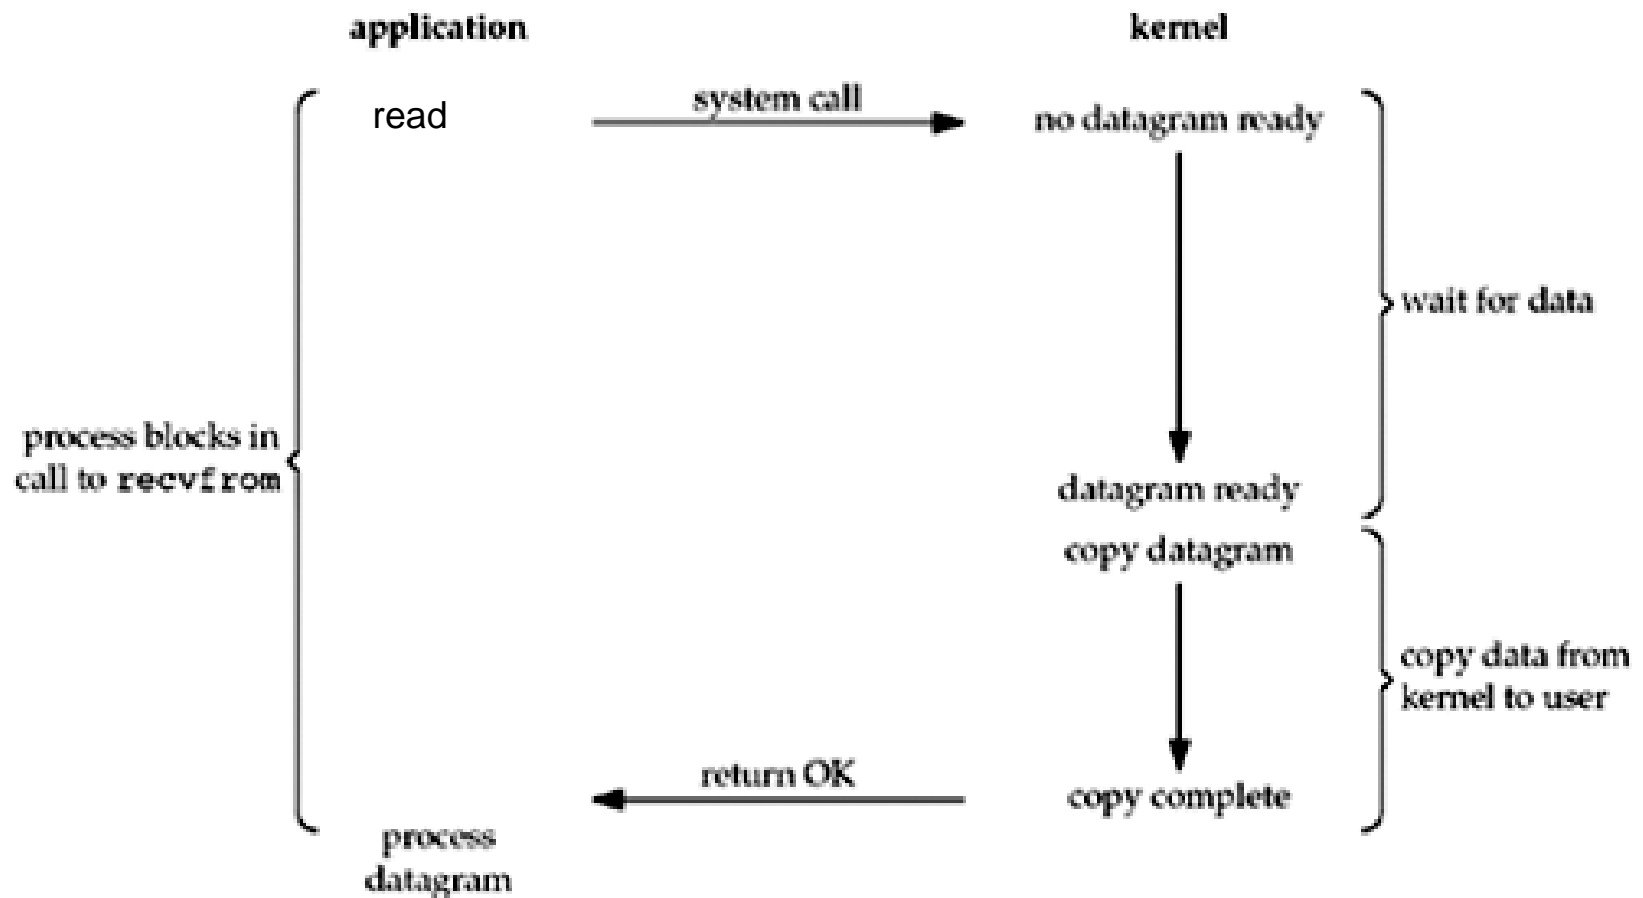 application
kernel
read
system call
no datagram ready
wait for data
process blocks in
call to recvfrom
datagram ready
copy datagram
copy data from
kernel to user
return OK
copy complete
process
datagram